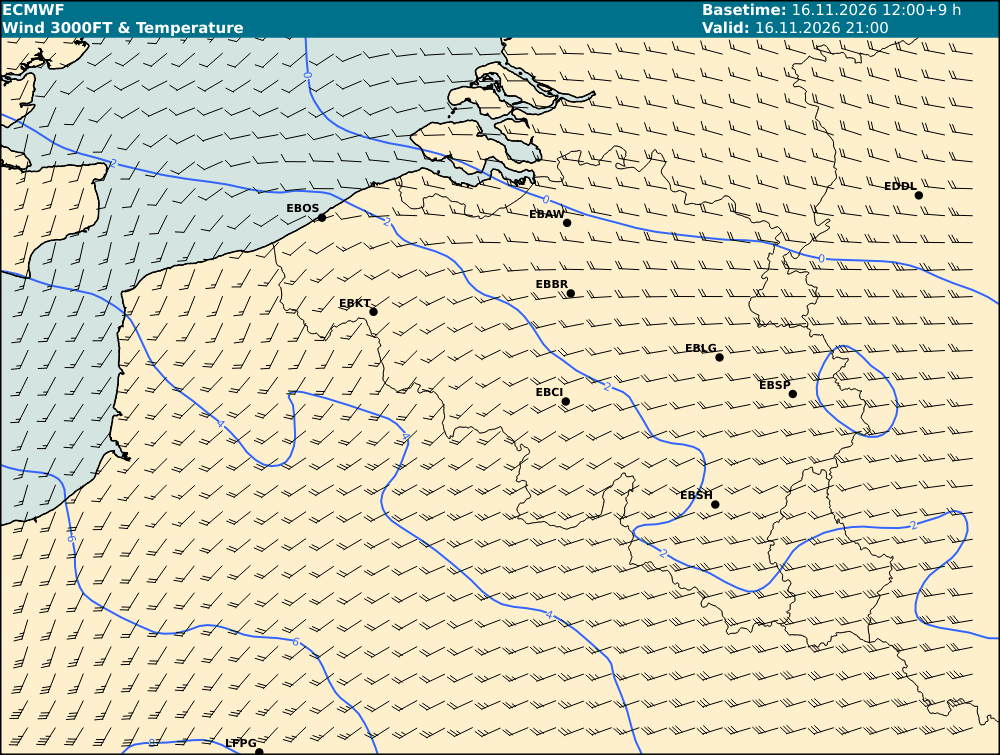 ECMWF
Wind 3000FT & Temperature
Basetime: 16.11.2026 12:00+9 h
Valid: 16.11.2026 21:00
0
2
EDDL
0
EBOS
EBAW
2
0
EBBR
EBKT
EBLG
EBSP
2
EBCI
4
4
EBSH
2
6
2
4
6
8
LFPG